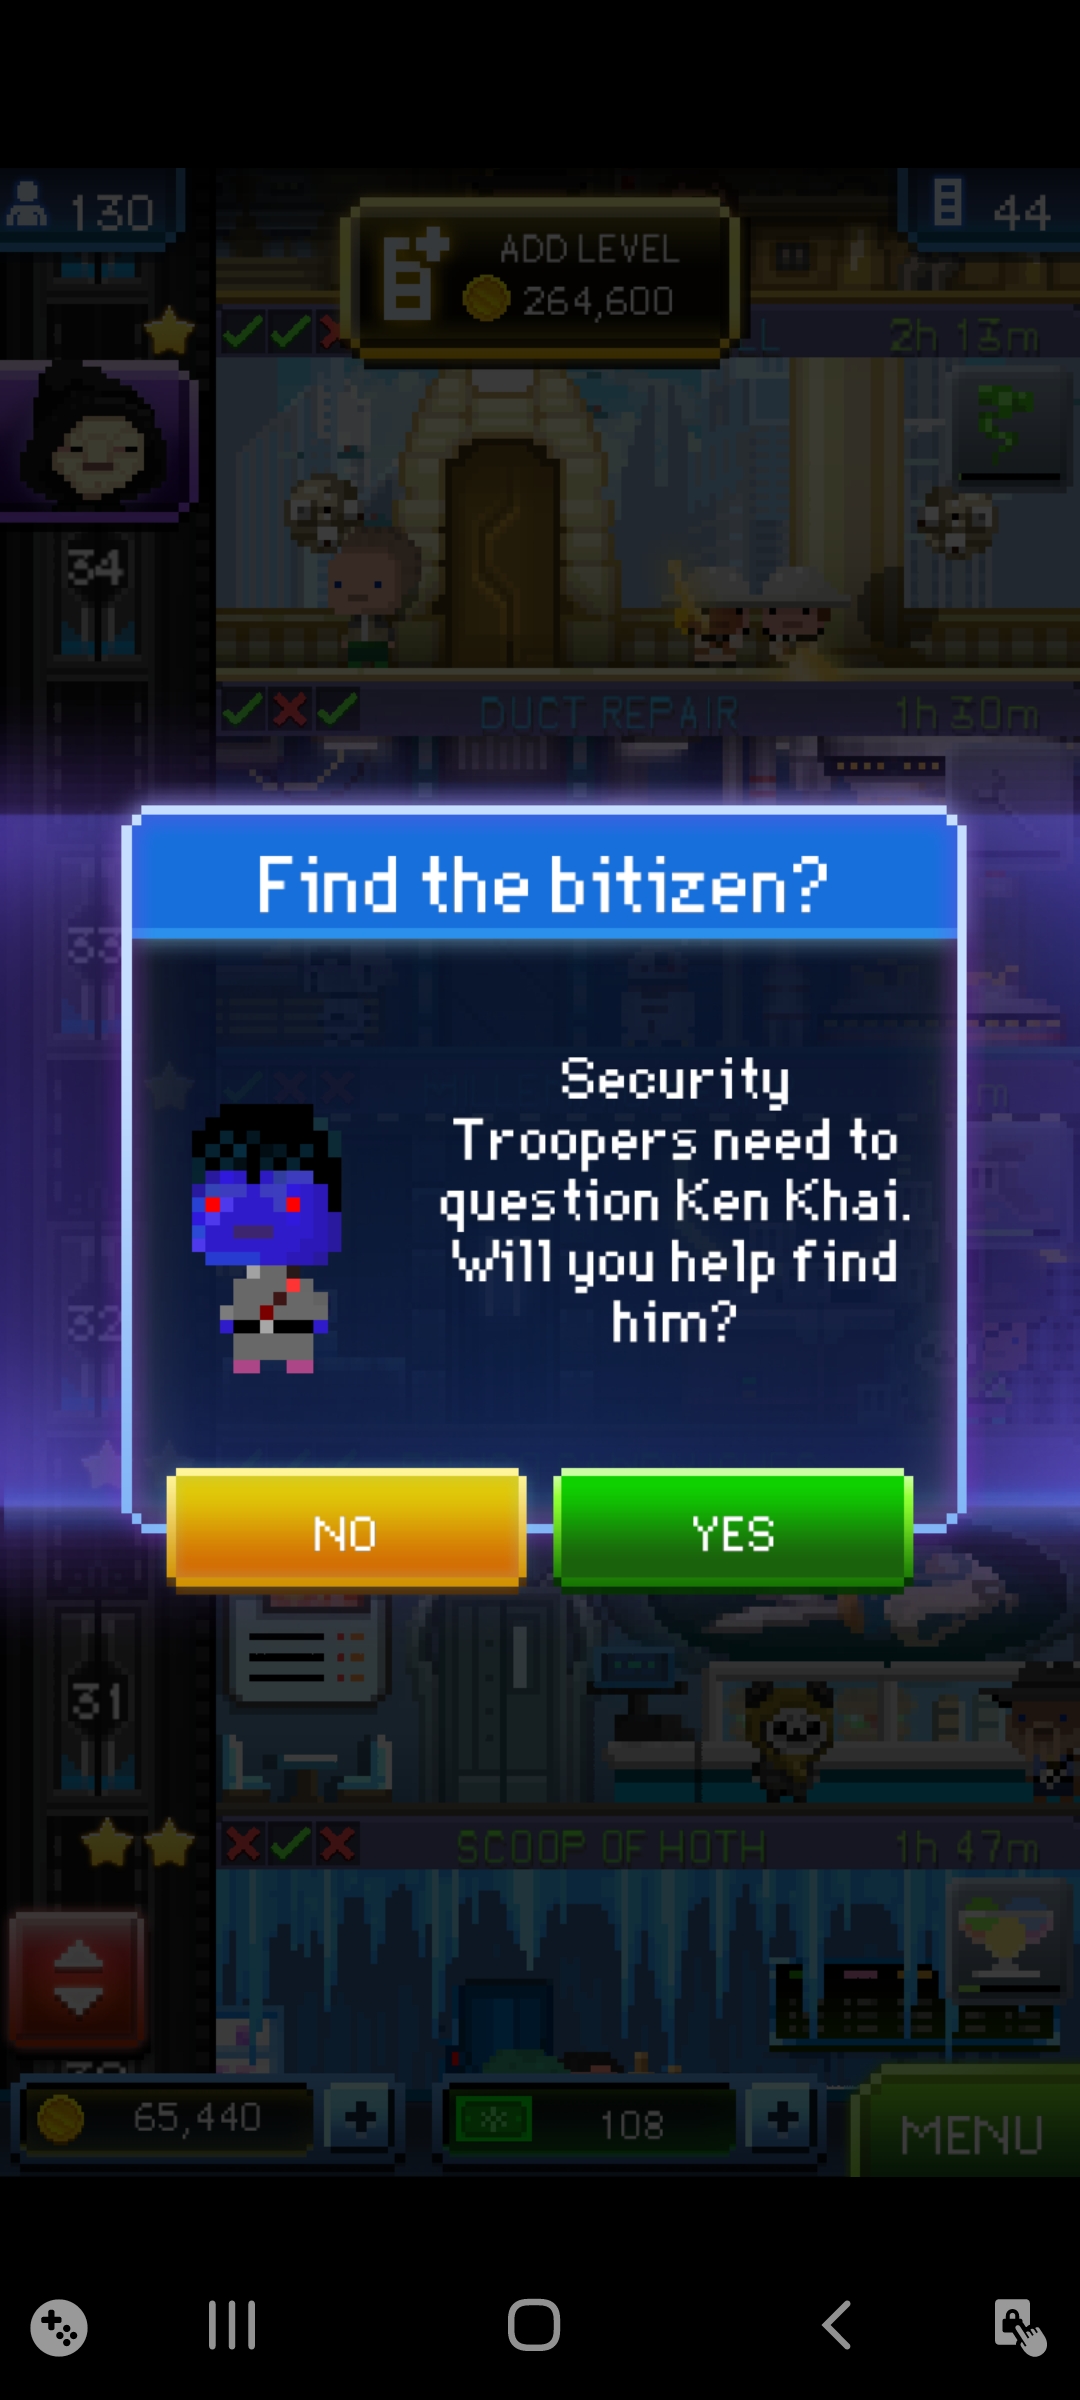 130
44
ADD LEVEL
264,600
2h 13m
34
DUCT REPAIR
1h 30m
Find the bitizen?
33
Security
Troopers need to
question Ken Khai.
Will you help find
him?
32
NO
YES
31
SCOOP OF HOTH
1h 47m
65,440
108
MENU